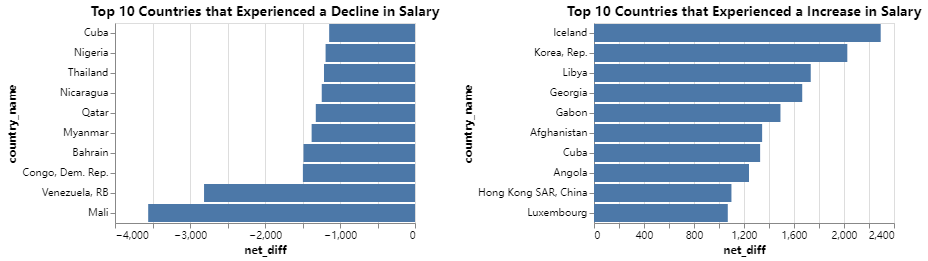 Top 10 Countries that Experienced a Decline in Salary
Cuba
Nigeria
Thailand
Nicaragua
Qatar
Myanmar
Bahrain
Congo, Dem. Rep.
Venezuela, RB
Mali
country_name
−4,000 −3,000 −2,000 −1,000 0
net_diff
Top 10 Countries that Experienced a Increase in Salary
Iceland
Korea, Rep.
Libya
Georgia
Gabon
Afghanistan
Cuba
Angola
Hong Kong SAR, China
Luxembourg
country_name
0 400 800 1,200 1,600 2,000 2,400
net_diff